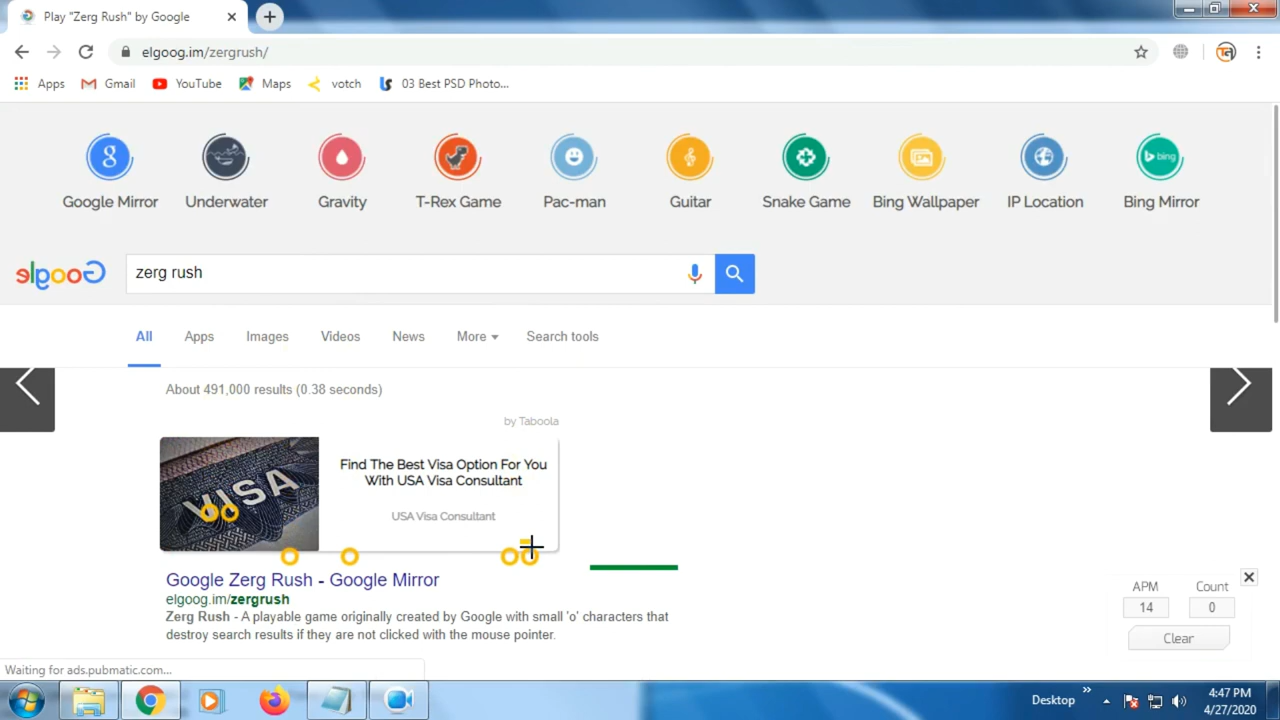 Play "Zerg Rush" by Google
elgoog.im/zergrush/
Apps Gmail YouTube Maps votch 03 Best PSD Photo...
Google Mirror Underwater Gravity T-Rex Game Pac-man Guitar Snake Game Bing Wallpaper IP Location Bing Mirror
Google zerg rush
All Apps Images Videos News More Search tools
About 491,000 results (0.38 seconds)
by Taboola
VISA
Find The Best Visa Option For You
With USA Visa Consultant
USA Visa Consultant
Google Zerg Rush - Google Mirror
elgoog.im/zergrush
Zerg Rush - A playable game originally created by Google with small 'o' characters that
destroy search results if they are not clicked with the mouse pointer.
APM Count
14 0
Clear
Waiting for ads.pubmatic.com...
Desktop
4:47 PM
4/27/2020